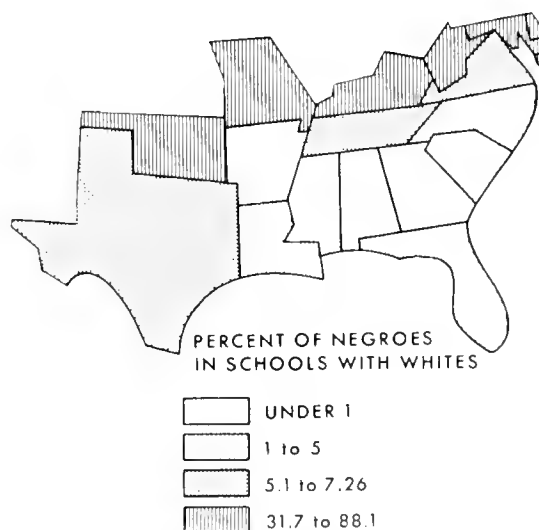 PERCENT OF NEGROES
IN SCHOOLS WITH WHITES
UNDER 1
1 to 5
5.1 to 7.26
31.7 to 88.1